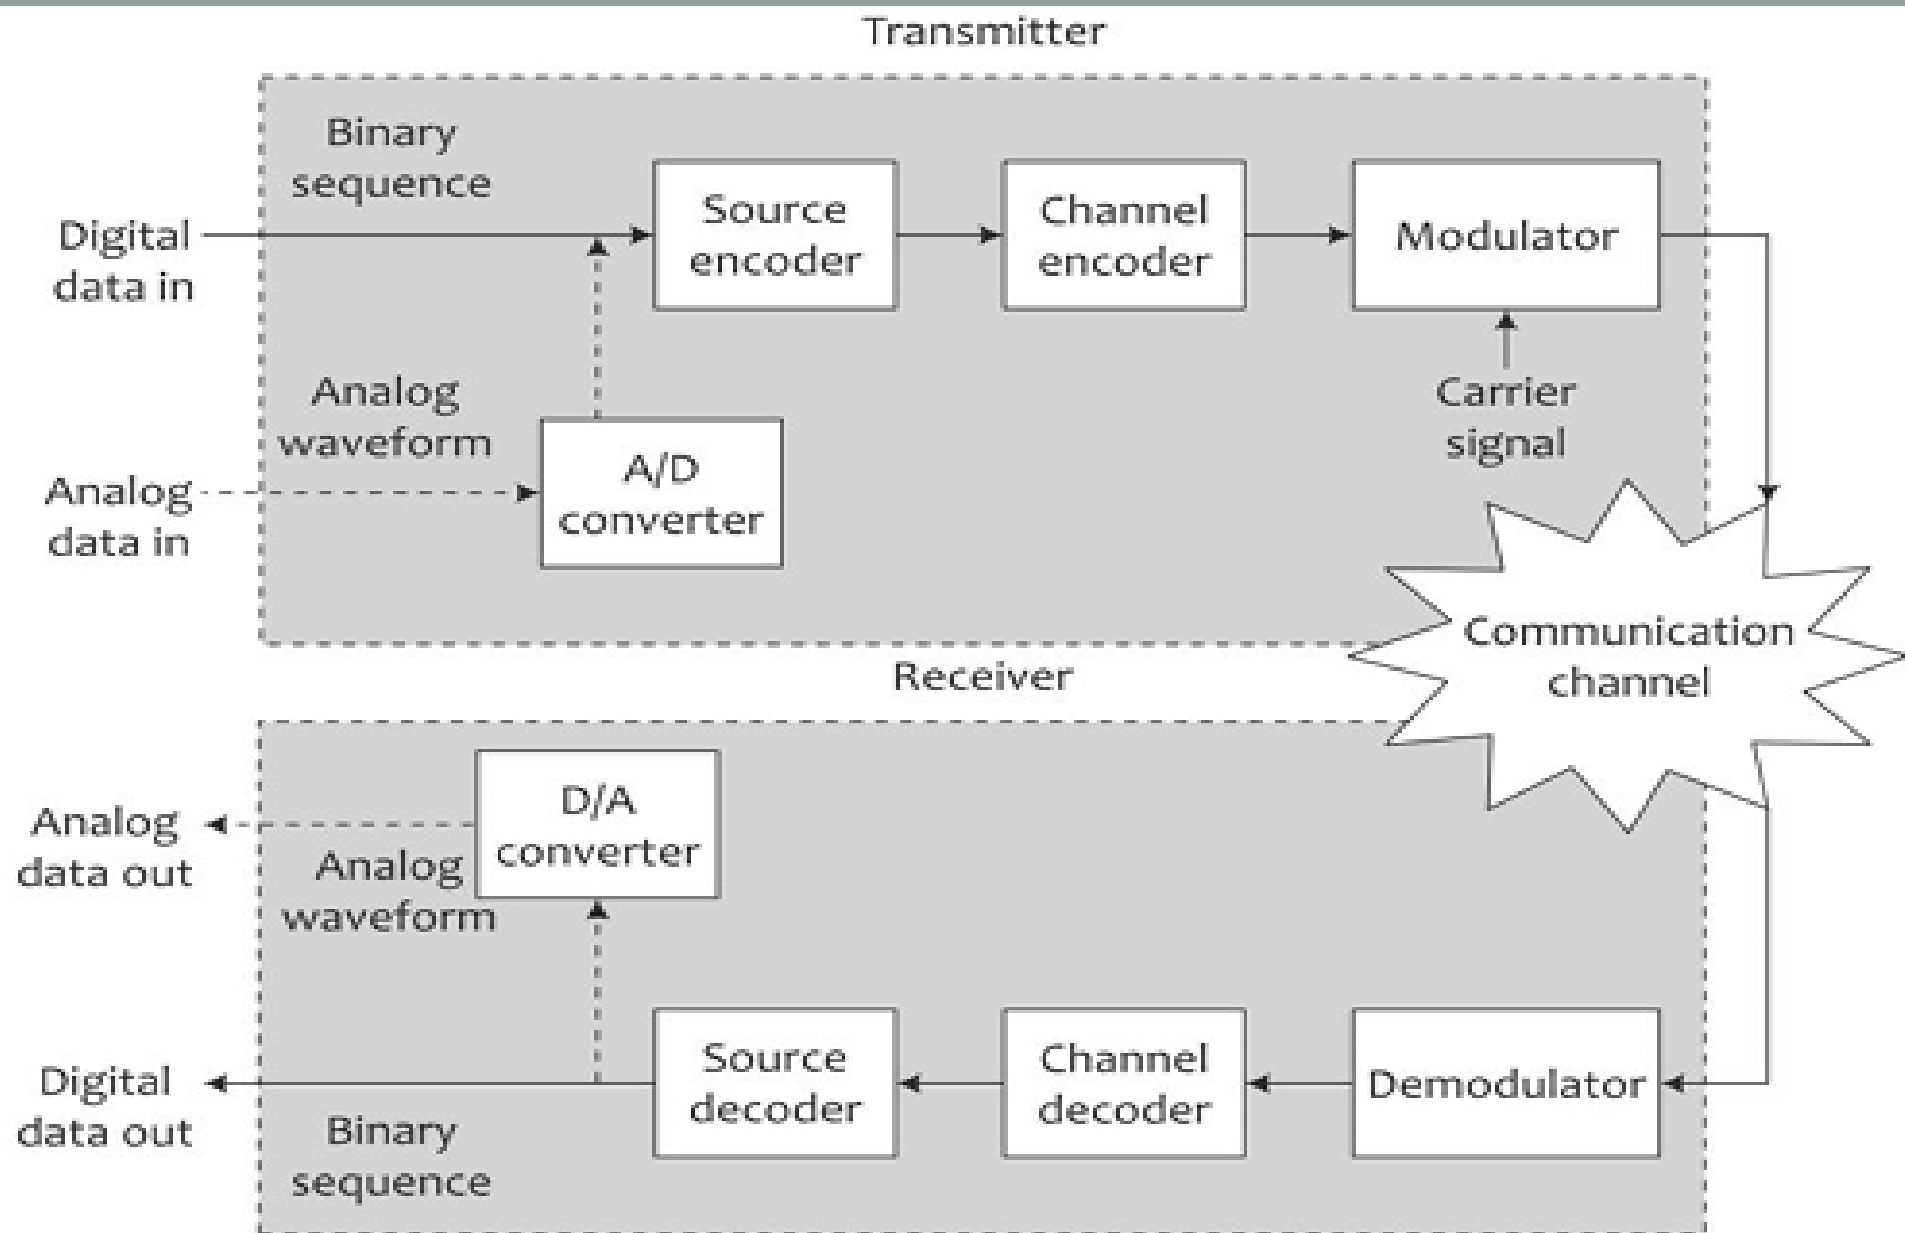 Transmitter
Binary
sequence
Digital
data in
Source
encoder
Channel
encoder
Modulator
Carrier
signal
Analog
waveform
Analog
data in
A/D
converter
Communication
channel
Receiver
D/A
converter
Analog
data out
Analog
waveform
Digital
data out
Source
decoder
Channel
decoder
Demodulator
Binary
sequence